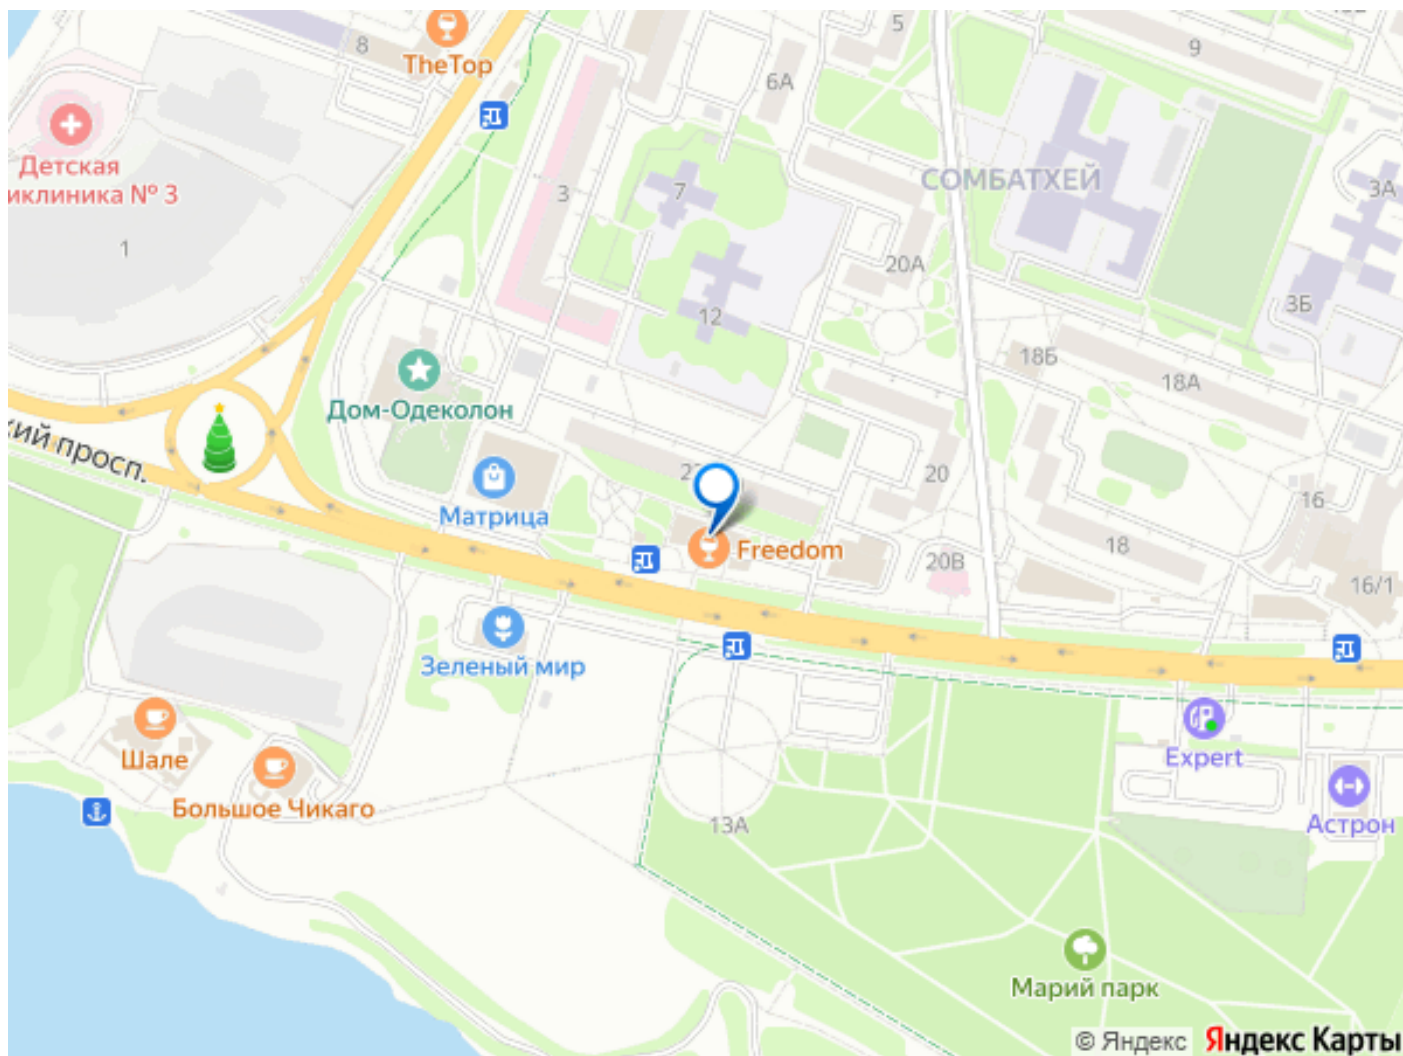 5
9
8
TheTop
6А
Детская
иклиника № 3
СОМБАТХЕЙ
3А
7
3
1
20А
3Б
12
18Б
18А
Дом-Одеколон
кий просп.
20
16
Матрица
Freedom
18
20В
16/1
Зеленый мир
Шале
Expert
Большое Чикаго
13А
Астрон
Марий парк
© Яндекс Яндекс Карты